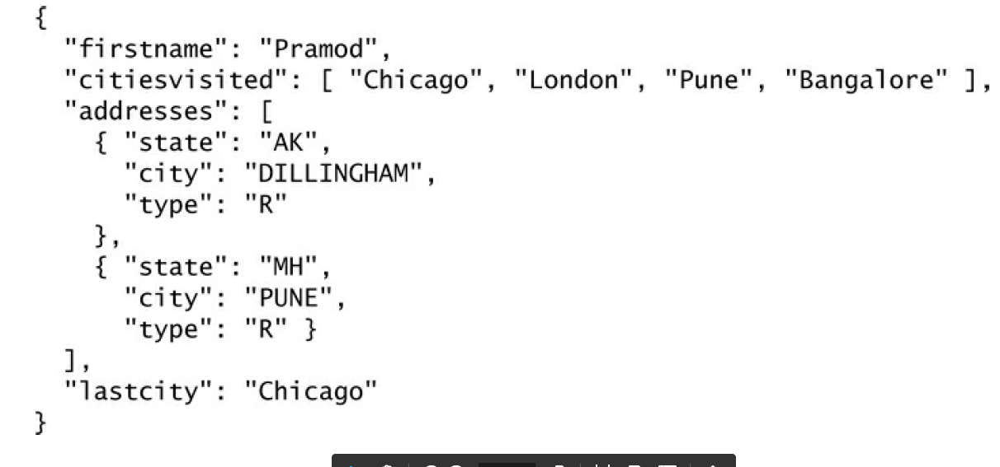 {
  "firstname": "Pramod",
  "citiesvisited": [ "Chicago", "London", "Pune", "Bangalore" ],
  "addresses": [
    { "state": "AK",
      "city": "DILLINGHAM",
      "type": "R"
    },
    { "state": "MH",
      "city": "PUNE",
      "type": "R" }
  ],
  "lastcity": "Chicago"
}